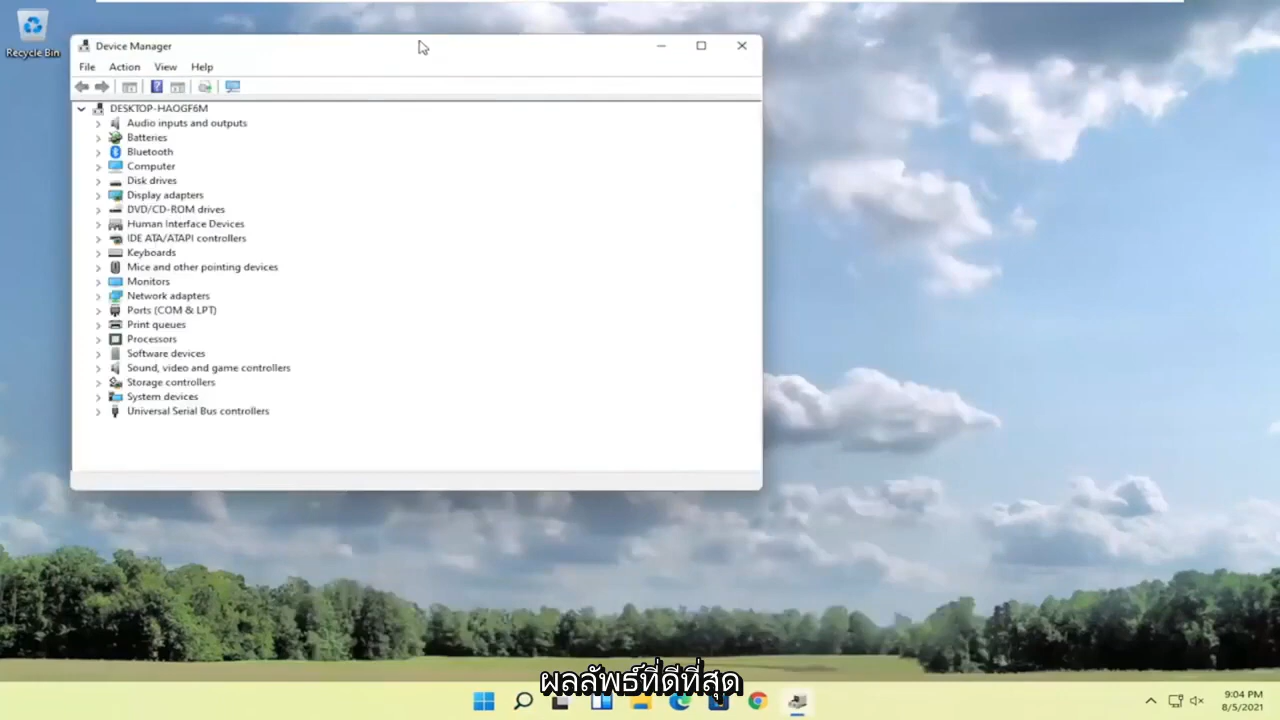 Recycle Bin
Device Manager
File Action View Help
DESKTOP-HAOGF6M
Audio inputs and outputs
Batteries
Bluetooth
Computer
Disk drives
Display adapters
DVD/CD-ROM drives
Human Interface Devices
IDE ATA/ATAPI controllers
Keyboards
Mice and other pointing devices
Monitors
Network adapters
Ports (COM & LPT)
Print queues
Processors
Software devices
Sound, video and game controllers
Storage controllers
System devices
Universal Serial Bus controllers
ผลลัพธ์ที่ดีที่สุด
9:04 PM
8/5/2021